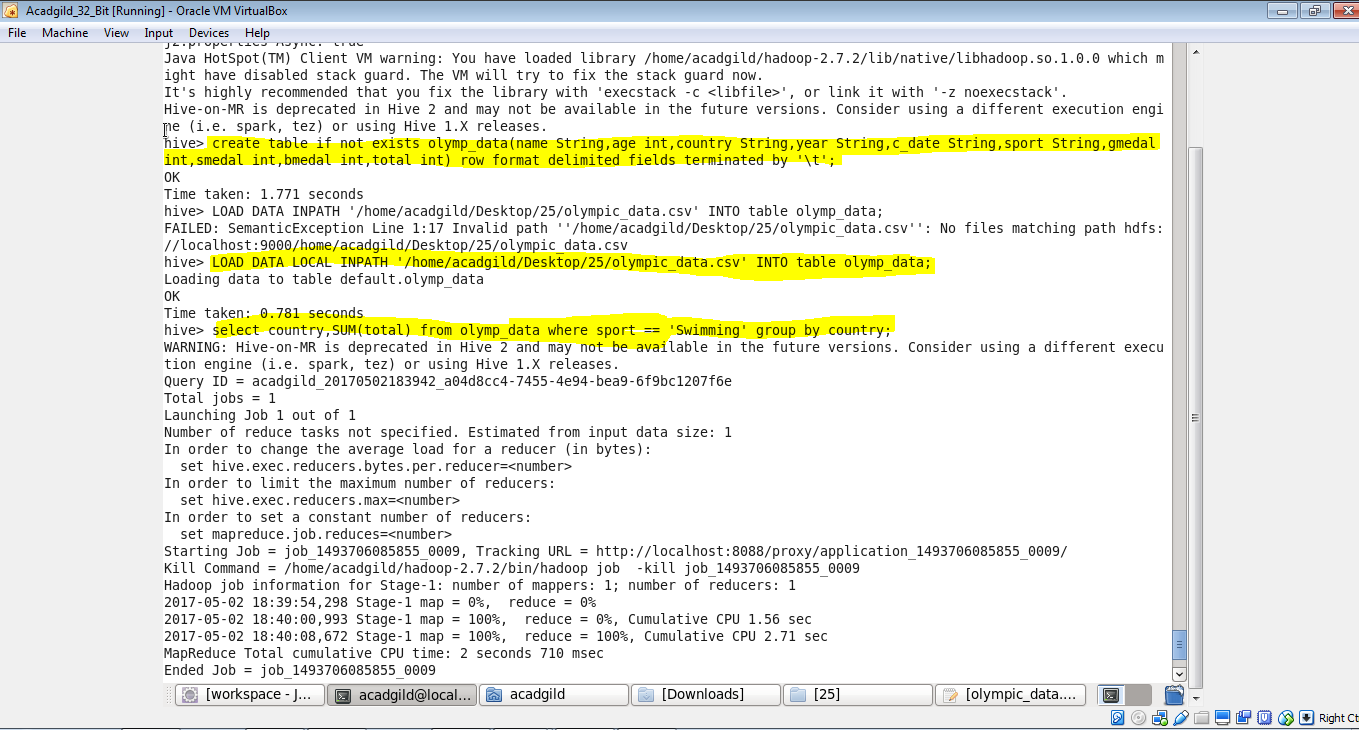 Acadgild_32_Bit [Running] - Oracle VM VirtualBox
File Machine View Input Devices Help
j2.properties Async: true
Java HotSpot(TM) Client VM warning: You have loaded library /home/acadgild/hadoop-2.7.2/lib/native/libhadoop.so.1.0.0 which m
ight have disabled stack guard. The VM will try to fix the stack guard now.
It's highly recommended that you fix the library with 'execstack -c <libfile>', or link it with '-z noexecstack'.
Hive-on-MR is deprecated in Hive 2 and may not be available in the future versions. Consider using a different execution engi
ne (i.e. spark, tez) or using Hive 1.X releases.
hive> create table if not exists olymp_data(name String,age int,country String,year String,c_date String,sport String,gmedal
int,smedal int,bmedal int,total int) row format delimited fields terminated by '\t';
OK
Time taken: 1.771 seconds
hive> LOAD DATA INPATH '/home/acadgild/Desktop/25/olympic_data.csv' INTO table olymp_data;
FAILED: SemanticException Line 1:17 Invalid path ''/home/acadgild/Desktop/25/olympic_data.csv'': No files matching path hdfs:
//localhost:9000/home/acadgild/Desktop/25/olympic_data.csv
hive> LOAD DATA LOCAL INPATH '/home/acadgild/Desktop/25/olympic_data.csv' INTO table olymp_data;
Loading data to table default.olymp_data
OK
Time taken: 0.781 seconds
hive> select country,SUM(total) from olymp_data where sport == 'Swimming' group by country;
WARNING: Hive-on-MR is deprecated in Hive 2 and may not be available in the future versions. Consider using a different execu
tion engine (i.e. spark, tez) or using Hive 1.X releases.
Query ID = acadgild_20170502183942_a04d8cc4-7455-4e94-bea9-6f9bc1207f6e
Total jobs = 1
Launching Job 1 out of 1
Number of reduce tasks not specified. Estimated from input data size: 1
In order to change the average load for a reducer (in bytes):
  set hive.exec.reducers.bytes.per.reducer=<number>
In order to limit the maximum number of reducers:
  set hive.exec.reducers.max=<number>
In order to set a constant number of reducers:
  set mapreduce.job.reduces=<number>
Starting Job = job_1493706085855_0009, Tracking URL = http://localhost:8088/proxy/application_1493706085855_0009/
Kill Command = /home/acadgild/hadoop-2.7.2/bin/hadoop job  -kill job_1493706085855_0009
Hadoop job information for Stage-1: number of mappers: 1; number of reducers: 1
2017-05-02 18:39:54,298 Stage-1 map = 0%,  reduce = 0%
2017-05-02 18:40:00,993 Stage-1 map = 100%,  reduce = 0%, Cumulative CPU 1.56 sec
2017-05-02 18:40:08,672 Stage-1 map = 100%,  reduce = 100%, Cumulative CPU 2.71 sec
MapReduce Total cumulative CPU time: 2 seconds 710 msec
Ended Job = job_1493706085855_0009
[workspace - J... acadgild@local... acadgild [Downloads] [25] [olympic_data....
Right Ct